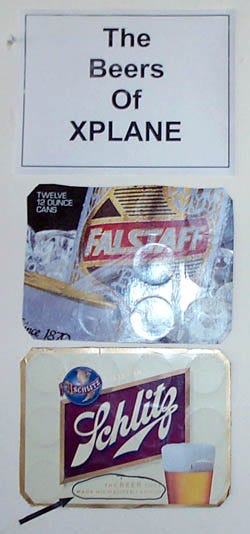 The
Beers
Of
XPLANE
TWELVE
12 OUNCE
CANS
FALSTAFF
Since 1870
SCHLITZ
Schlitz
THE BEER THAT
MADE MILWAUKEE FAMOUS